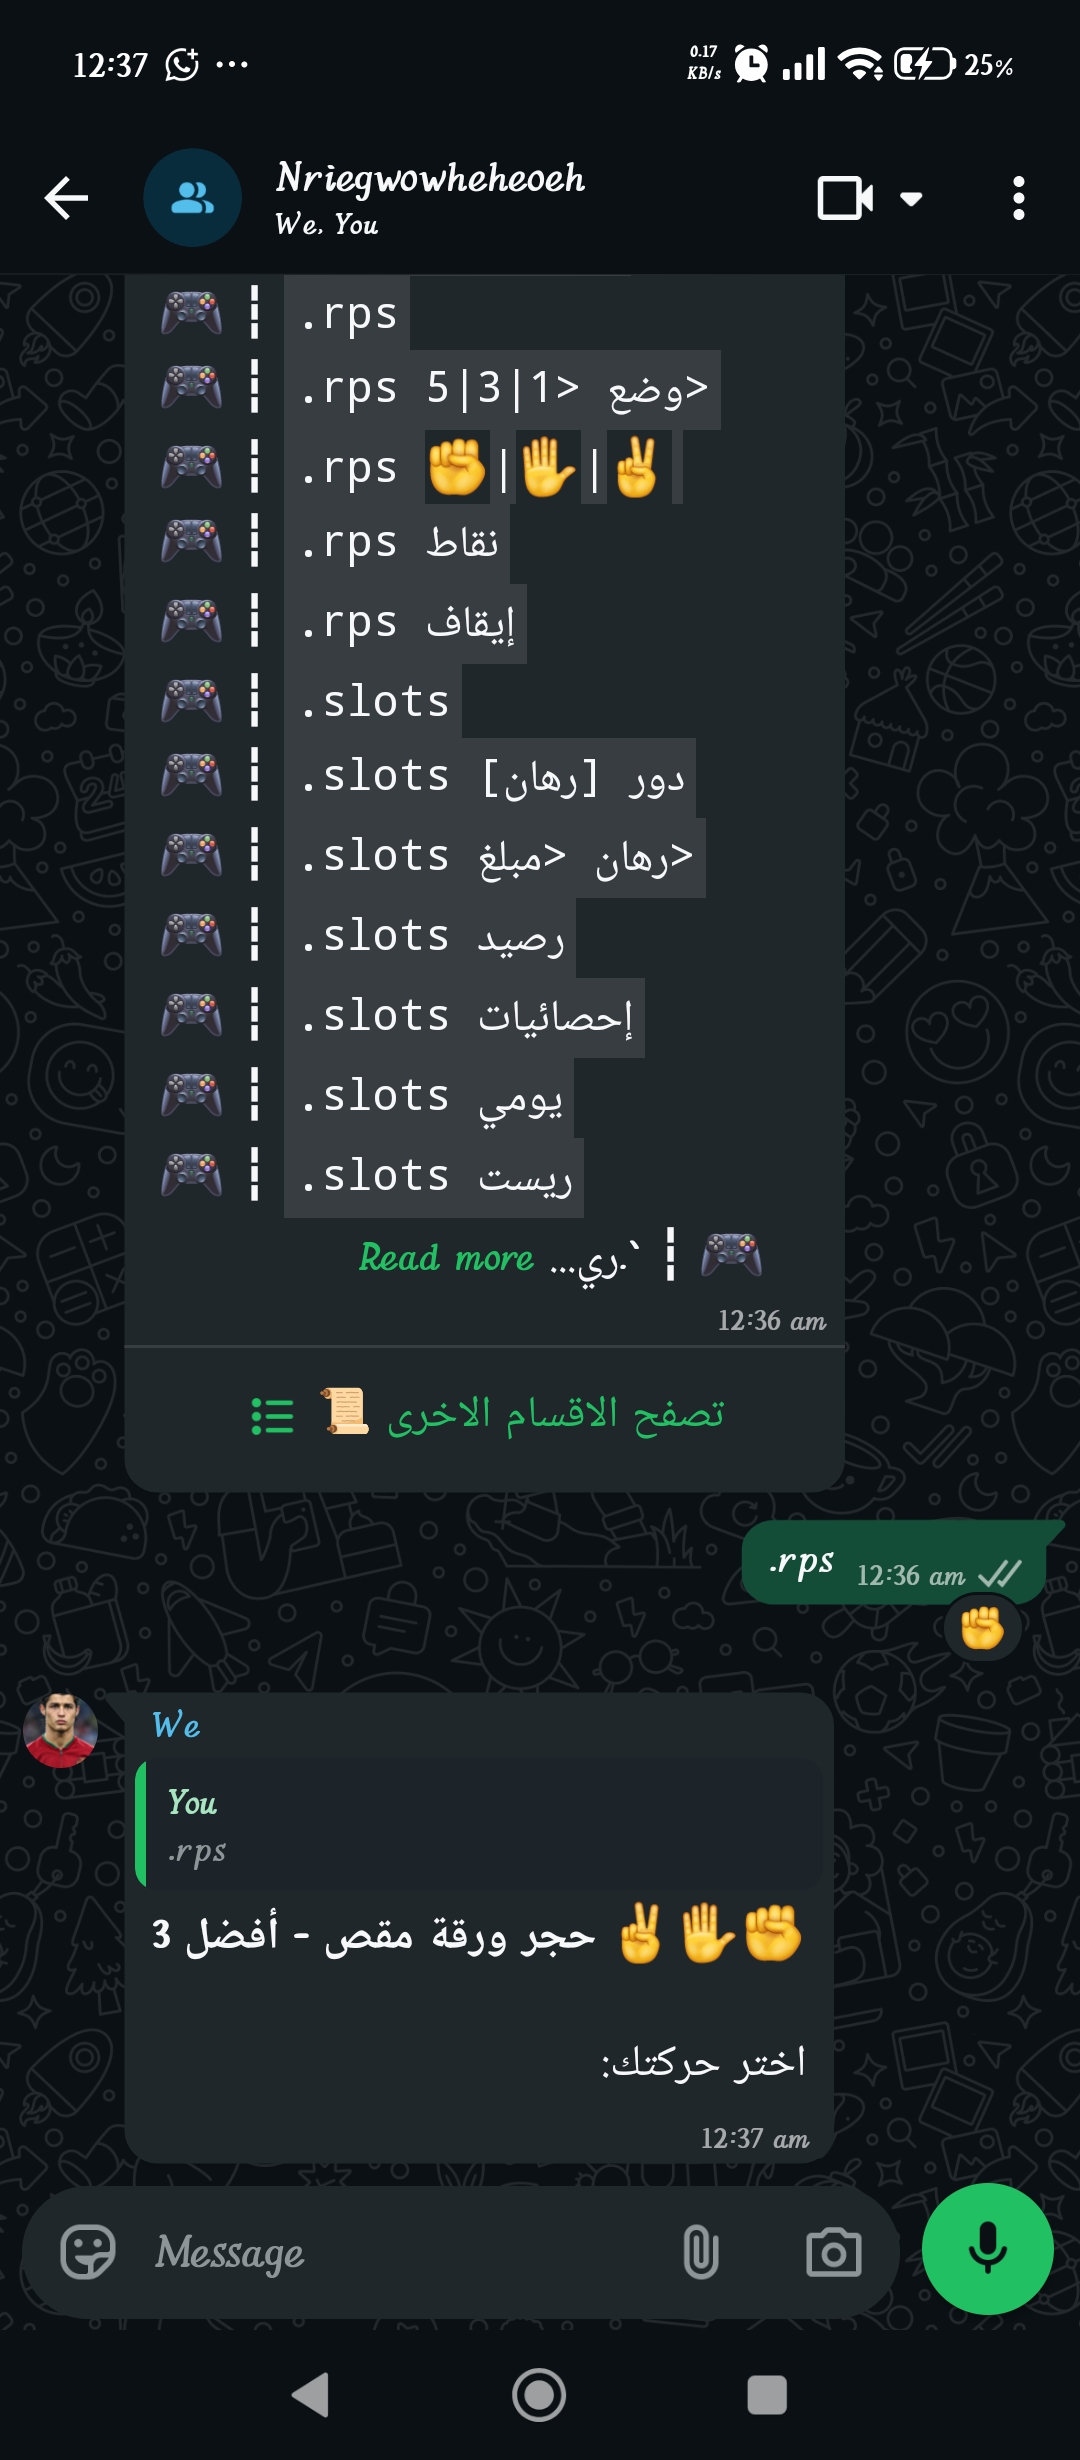 12:37
0.17 KB/s
25%
Nriegwowheheoeh
We, You
🎮 ┇ .rps
🎮 ┇ .rps 5|3|1> وضع<
🎮 ┇ .rps ✊|✋|✌️
🎮 ┇ .rps نقاط
🎮 ┇ .rps إيقاف
🎮 ┇ .slots
🎮 ┇ .slots دور [رهان]
🎮 ┇ .slots رهان <مبلغ>
🎮 ┇ .slots رصيد
🎮 ┇ .slots إحصائيات
🎮 ┇ .slots يومي
🎮 ┇ .slots ريست
🎮 ┇ `.ري... Read more
12:36 am
تصفح الاقسام الاخرى 📜
.rps 12:36 am
✊
We
You
.rps
✊✋✌️ حجر ورقة مقص - أفضل 3
اختر حركتك:
12:37 am
Message